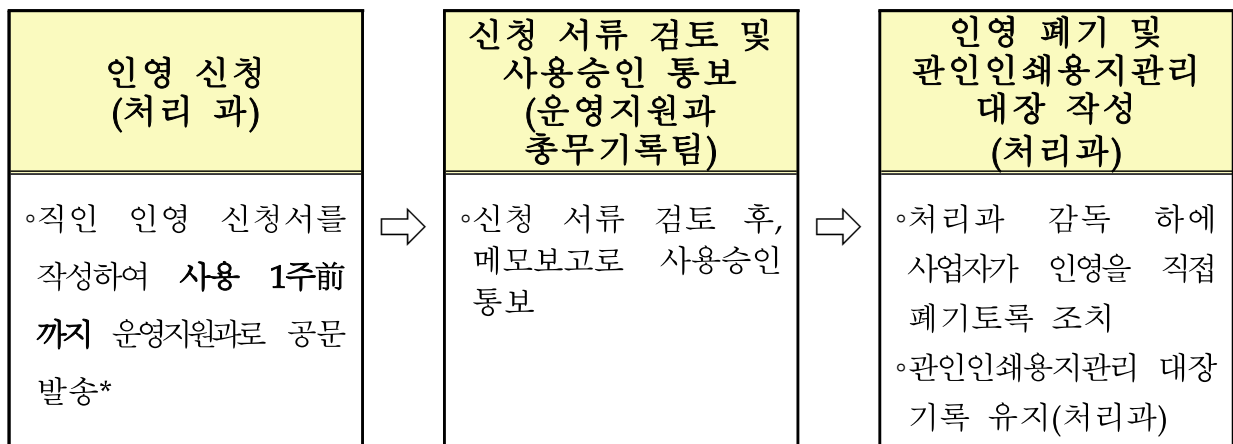 인영 신청
(처리 과)
◦직인 인영 신청서를
작성하여 사용 1주前
까지 운영지원과로 공문
발송*
⇨
신청 서류 검토 및
사용승인 통보
(운영지원과
총무기록팀)
◦신청 서류 검토 후,
메모보고로 사용승인
통보
⇨
인영 폐기 및
관인인쇄용지관리
대장 작성
(처리과)
◦처리과 감독 하에
사업자가 인영을 직접
폐기토록 조치
◦관인인쇄용지관리 대장
기록 유지(처리과)